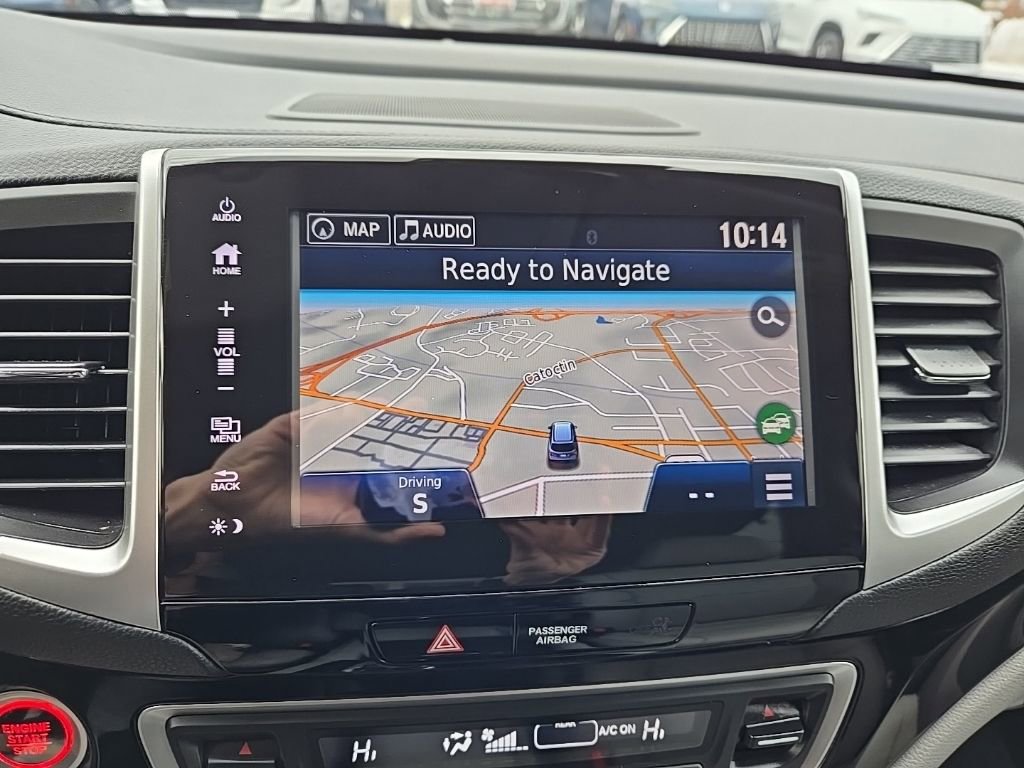 AUDIO
HOME
+
VOL
-
MENU
BACK
MAP
AUDIO
10:14
Ready to Navigate
Catoctin
Driving
S
--
PASSENGER
AIRBAG
ENGINE
START
STOP
Hi
REAR
A/C ON
Hi